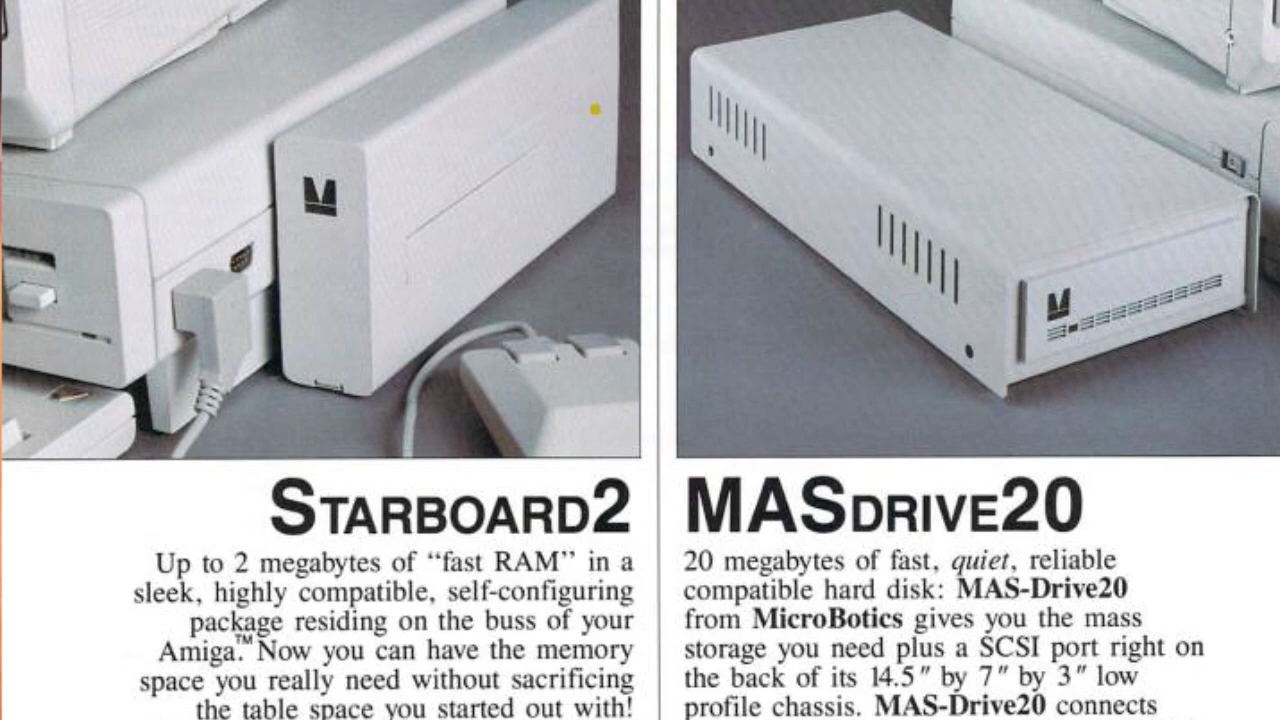 STARBOARD2
Up to 2 megabytes of “fast RAM” in a
sleek, highly compatible, self-configuring
package residing on the buss of your
Amiga.™ Now you can have the memory
space you really need without sacrificing
the table space you started out with!
MASDRIVE20
20 megabytes of fast, quiet, reliable
compatible hard disk: MAS-Drive20
from MicroBotics gives you the mass
storage you need plus a SCSI port right on
the back of its 14.5" by 7" by 3" low
profile chassis. MAS-Drive20 connects